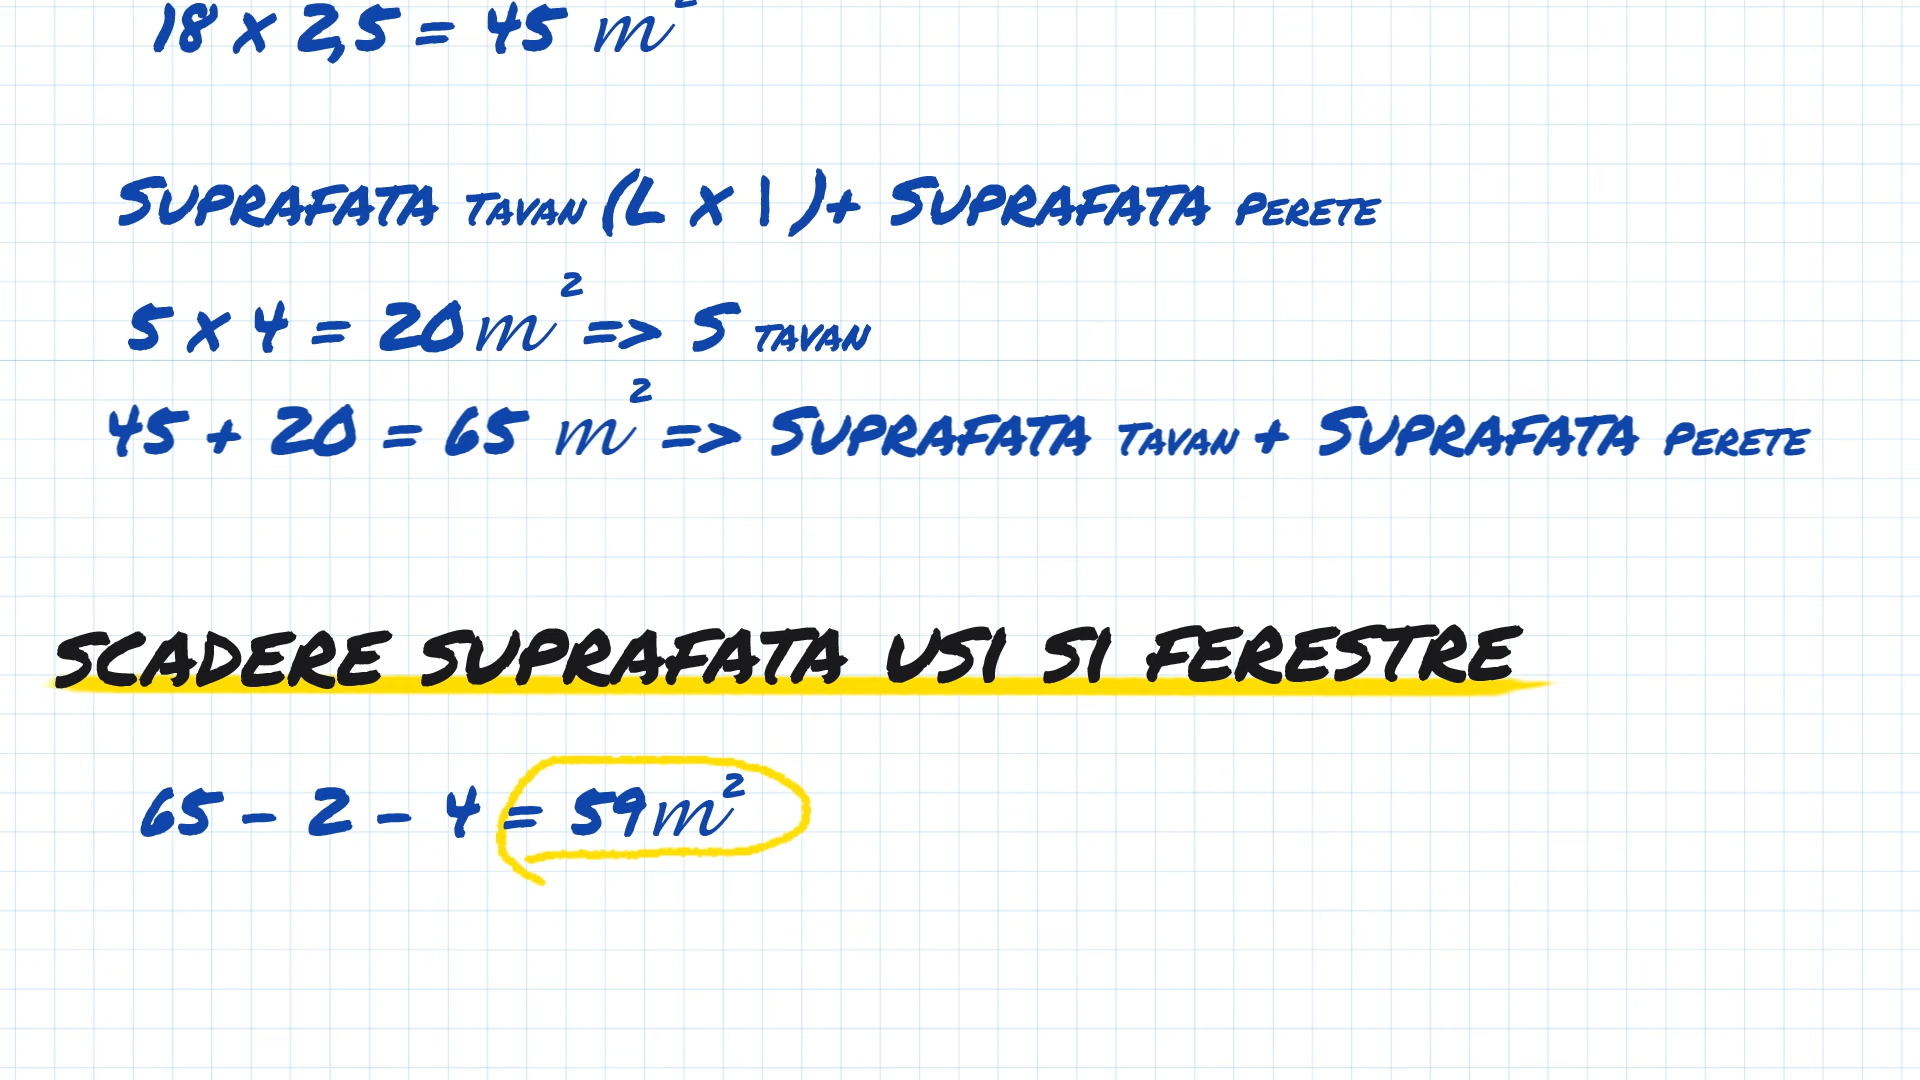 18 x 2,5 = 45 m²
SUPRAFATA TAVAN (L x l )+ SUPRAFATA PERETE
5 x 4 = 20m² => S TAVAN
45 + 20 = 65 m² => SUPRAFATA TAVAN + SUPRAFATA PERETE
SCADERE SUPRAFATA USI SI FERESTRE
65 - 2 - 4 = 59m²